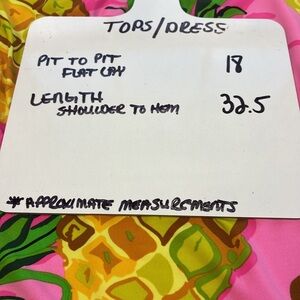 TOPS/DRESS
PIT TO PIT 18
FLAT LAY
LENGTH 32.5
SHOULDER TO HEM
*APPROXIMATE MEASUREMENTS